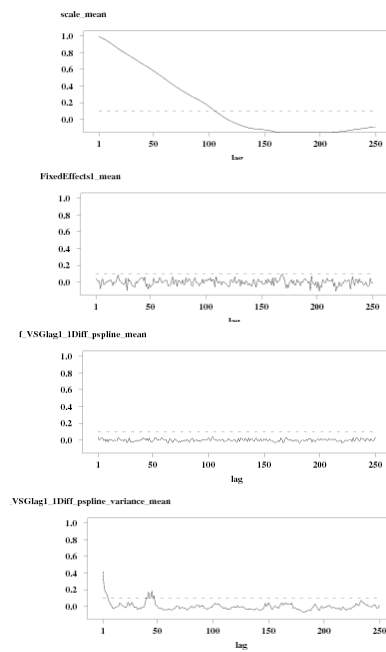 scale_mean
1.0
0.8
0.6
0.4
0.2
0.0
1 50 100 150 200 250
lag
FixedEffects1_mean
1.0
0.8
0.6
0.4
0.2
0.0
1 50 100 150 200 250
lag
f_VSGlag1_1Diff_pspline_mean
1.0
0.8
0.6
0.4
0.2
0.0
1 50 100 150 200 250
lag
_VSGlag1_1Diff_pspline_variance_mean
1.0
0.8
0.6
0.4
0.2
0.0
1 50 100 150 200 250
lag